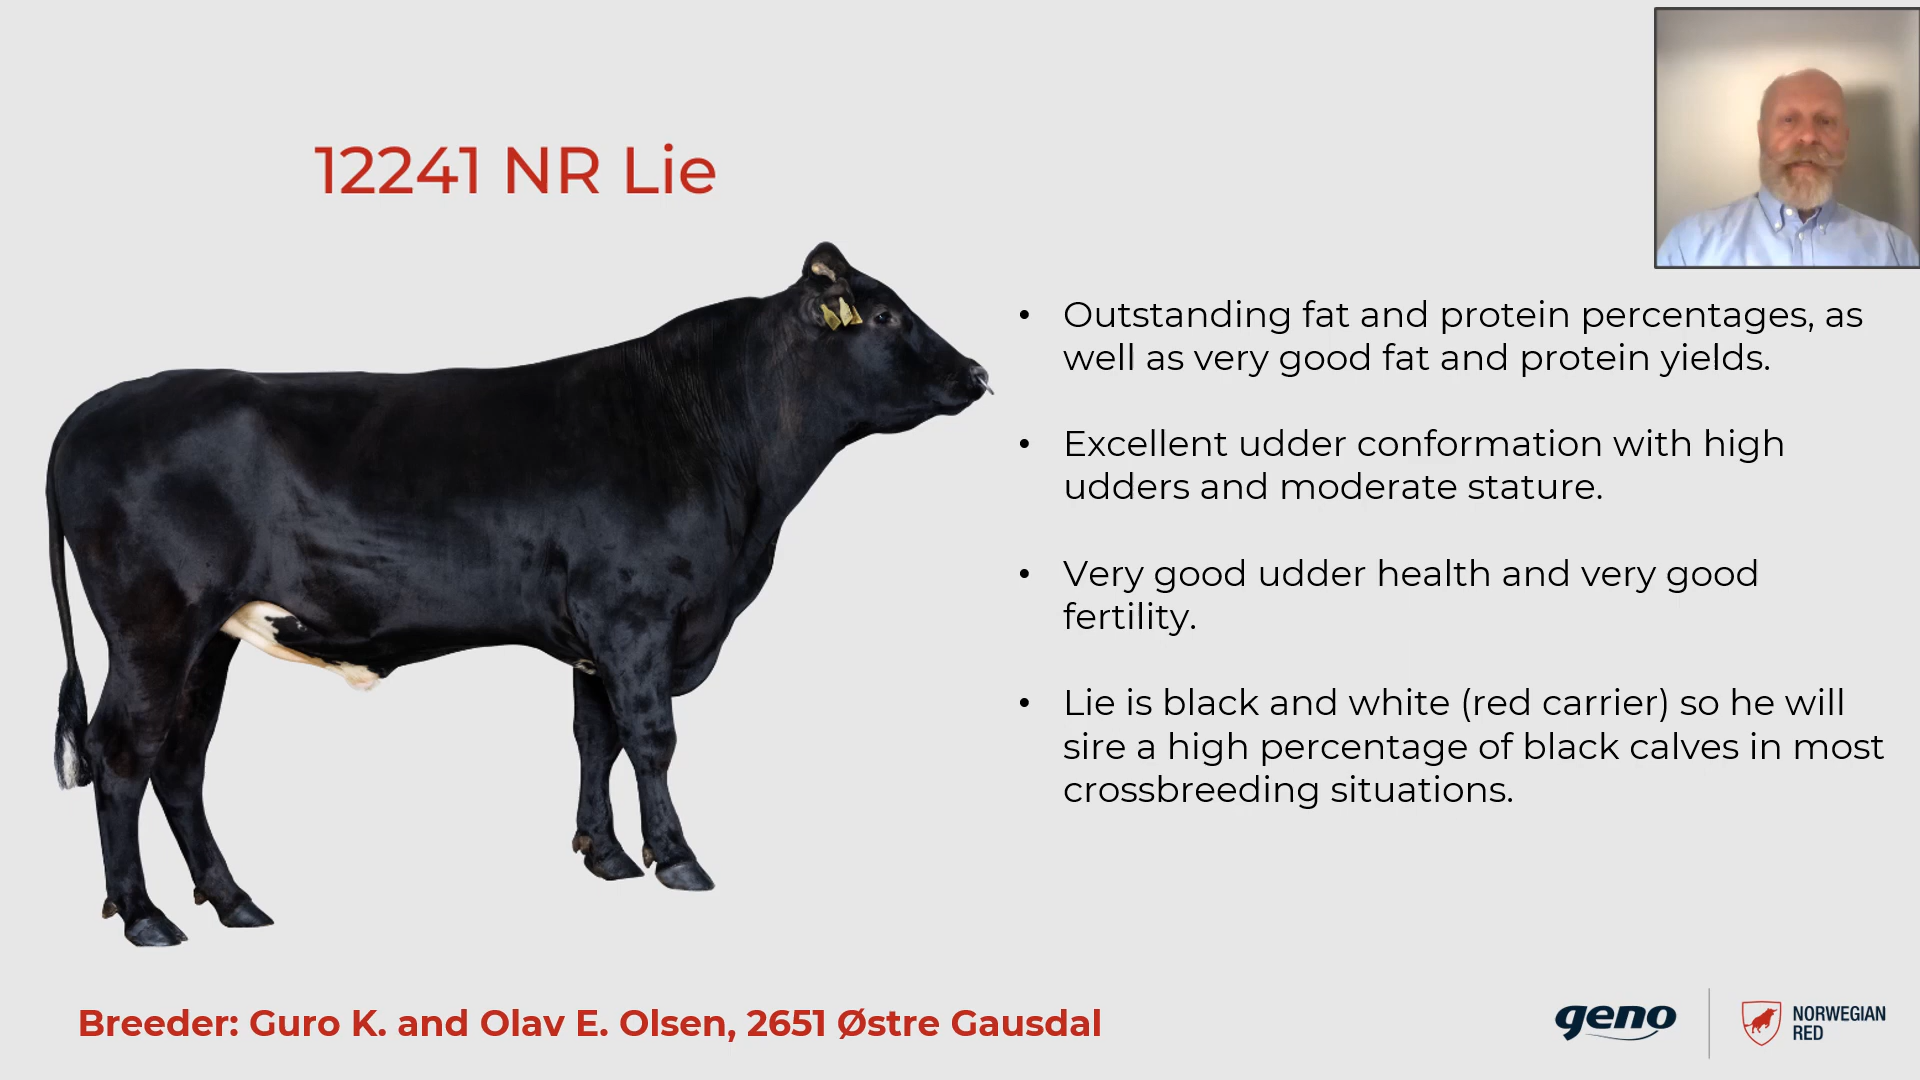 12241 NR Lie
• Outstanding fat and protein percentages, as
well as very good fat and protein yields.
• Excellent udder conformation with high
udders and moderate stature.
• Very good udder health and very good
fertility.
• Lie is black and white (red carrier) so he will
sire a high percentage of black calves in most
crossbreeding situations.
Breeder: Guro K. and Olav E. Olsen, 2651 Østre Gausdal
geno
NORWEGIAN
RED